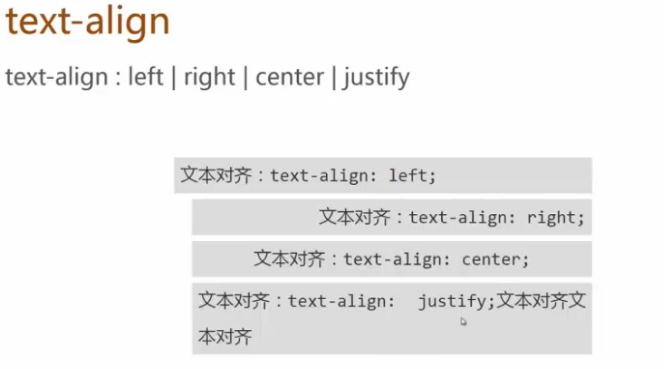 text-align
text-align : left | right | center | justify
文本对齐：text-align: left;
文本对齐：text-align: right;
文本对齐：text-align: center;
文本对齐：text-align:  justify;文本对齐文
本对齐